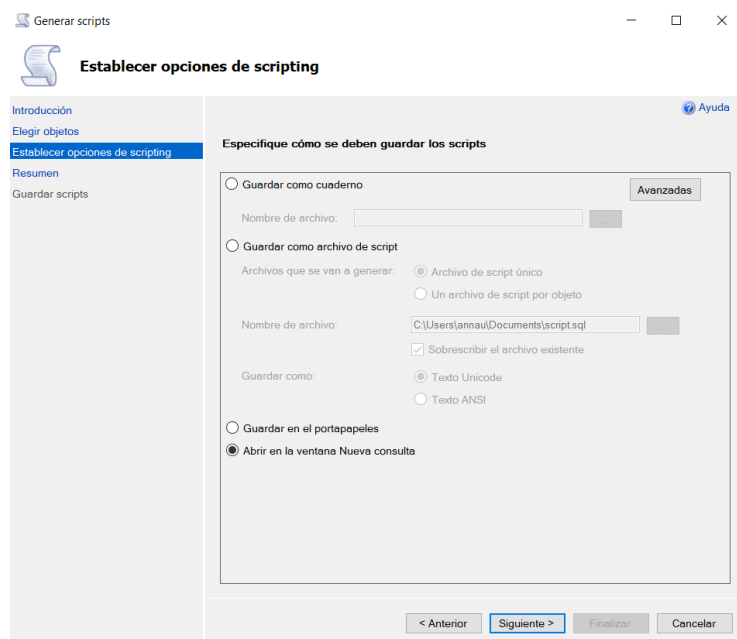 Generar scripts
Establecer opciones de scripting
Introducción
Elegir objetos
Establecer opciones de scripting
Resumen
Guardar scripts
Ayuda
Especifique cómo se deben guardar los scripts
Guardar como cuaderno
Avanzadas
Nombre de archivo:
...
Guardar como archivo de script
Archivos que se van a generar:
Archivo de script único
Un archivo de script por objeto
Nombre de archivo:
C:\Users\annau\Documents\script.sql
...
Sobrescribir el archivo existente
Guardar como:
Texto Unicode
Texto ANSI
Guardar en el portapapeles
Abrir en la ventana Nueva consulta
< Anterior
Siguiente >
Finalizar
Cancelar